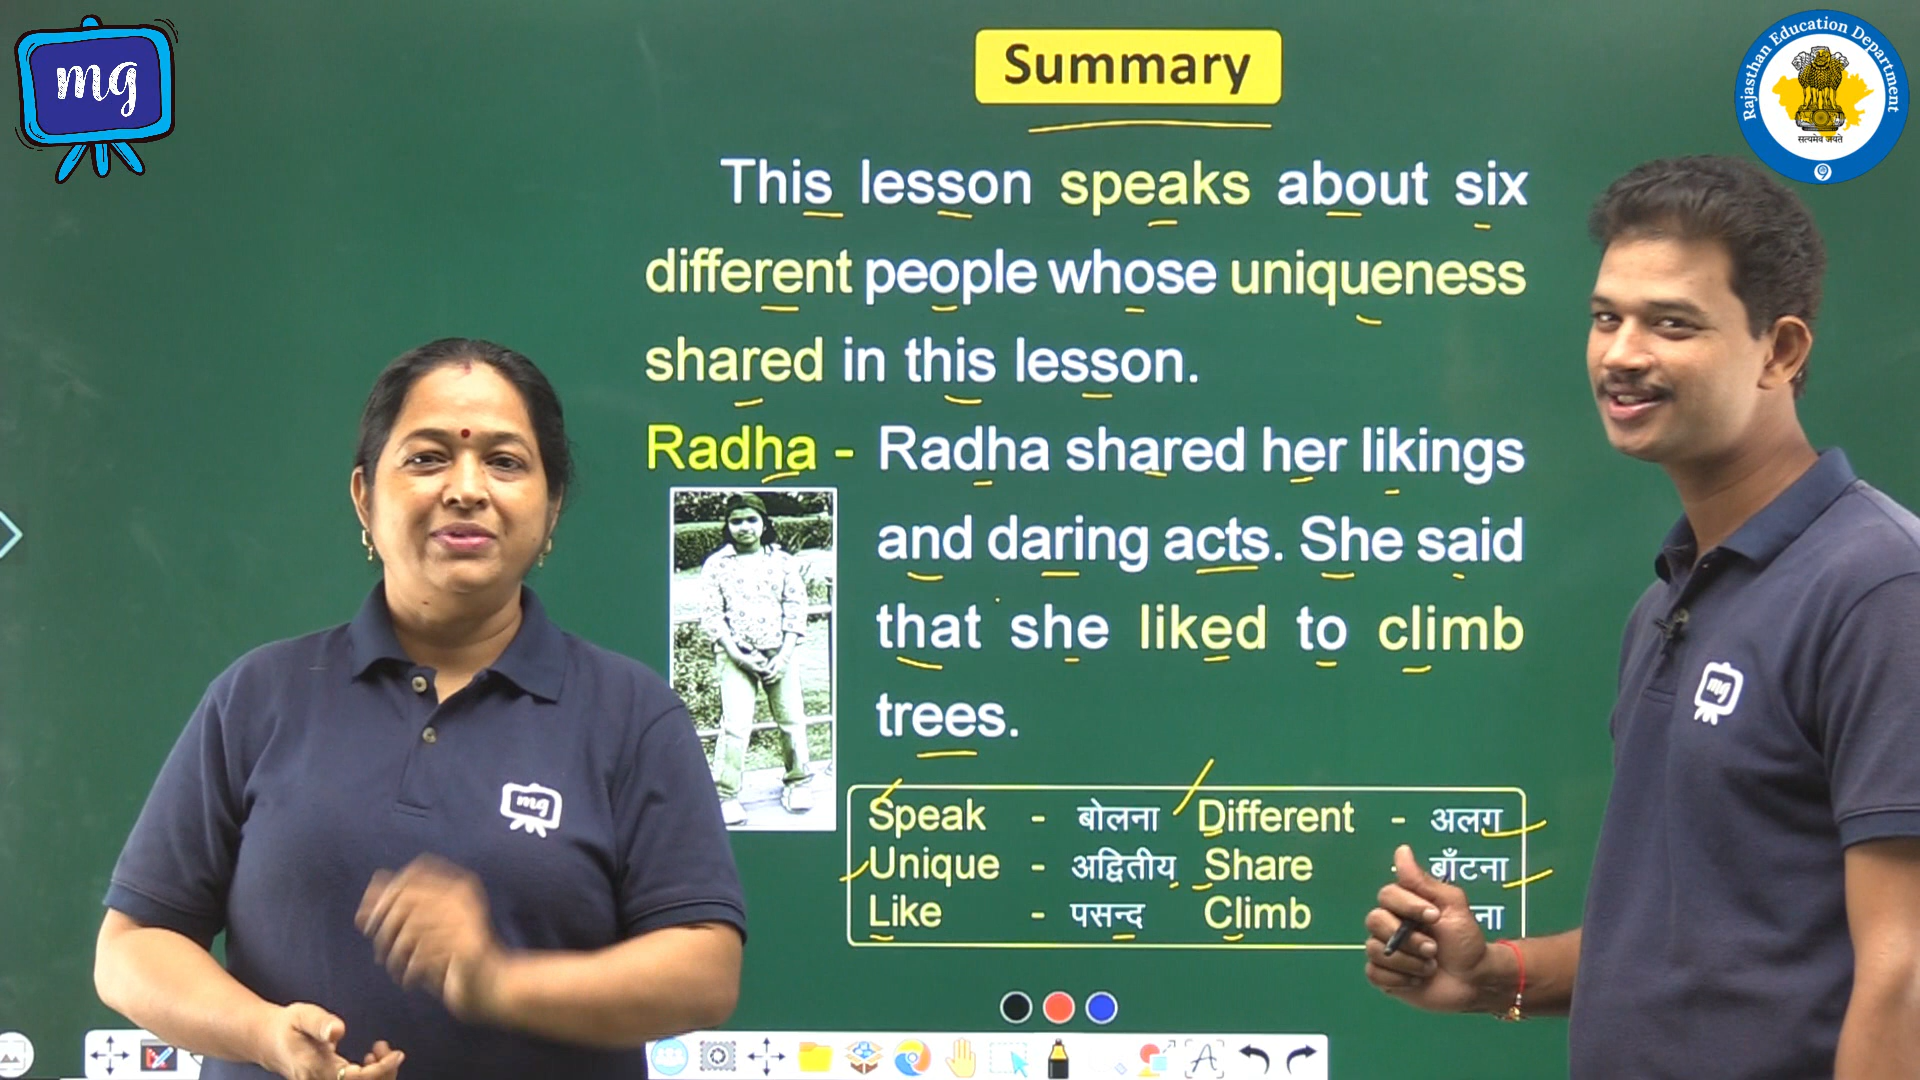 mg
Rajasthan Education Department
सत्यमेव जयते
Summary
This lesson speaks about six
different people whose uniqueness
shared in this lesson.
Radha - Radha shared her likings
and daring acts. She said
that she liked to climb
trees.
Speak - बोलना Different - अलग
Unique - अद्वितीय Share - बाँटना
Like - पसन्द Climb
mg
mg